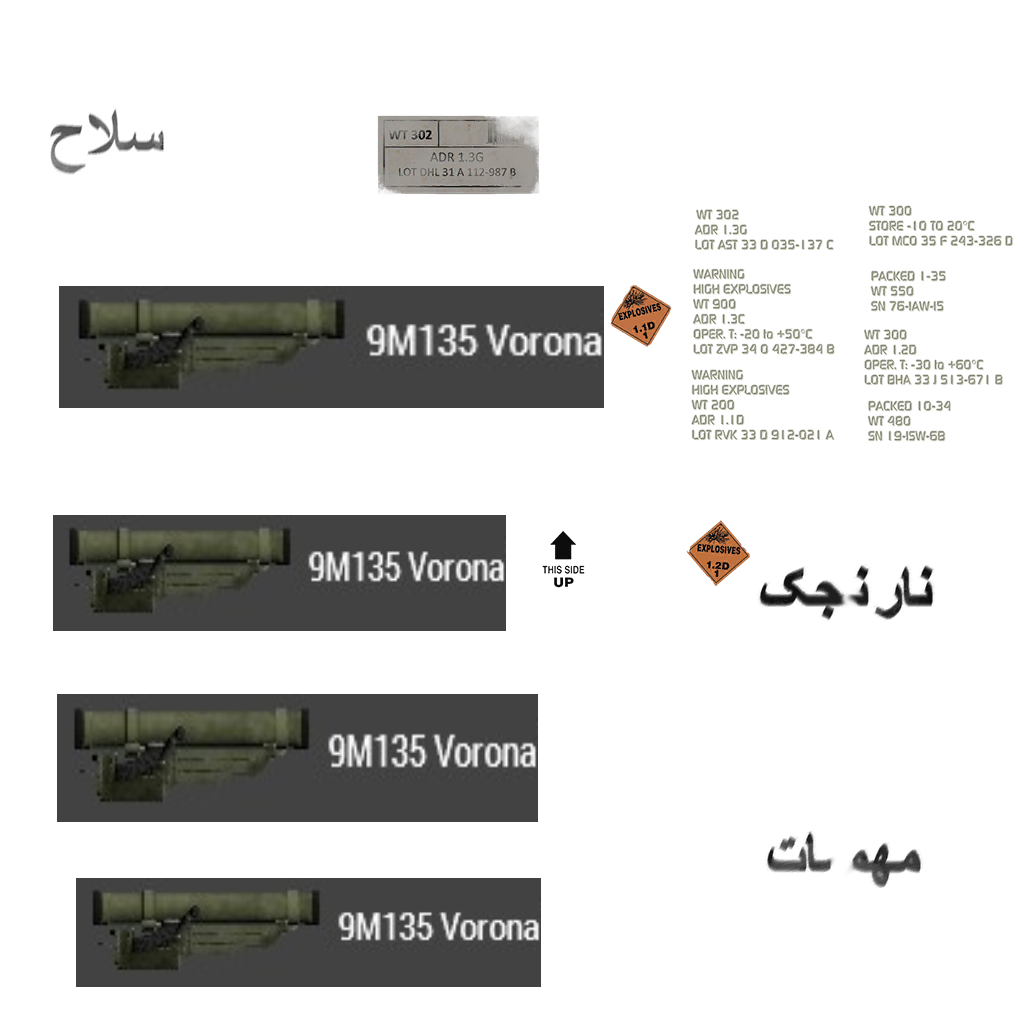 سلاح
WT 302
ADR 1.3G
LOT DHL 31 A 112-987 B
WT 302
ADR 1.3G
LOT AST 33 D 035-137 C
WT 300
STORE -10 TO 20°C
LOT MCO 35 F 243-326 D
9M135 Vorona
EXPLOSIVES
1.1D
1
WARNING
HIGH EXPLOSIVES
WT 900
ADR 1.3C
OPER. T: -20 to +50°C
LOT ZVP 34 O 427-384 B
PACKED 1-35
WT 550
SN 76-IAW-I5
WT 300
ADR 1.2D
OPER. T: -30 to +60°C
LOT BHA 33 J 513-671 B
WARNING
HIGH EXPLOSIVES
WT 200
ADR 1.1D
LOT RVK 33 D 912-021 A
PACKED 10-34
WT 480
SN 19-ISW-6B
9M135 Vorona
THIS SIDE
UP
EXPLOSIVES
1.2D
1
نارنجک
9M135 Vorona
مهمات
9M135 Vorona